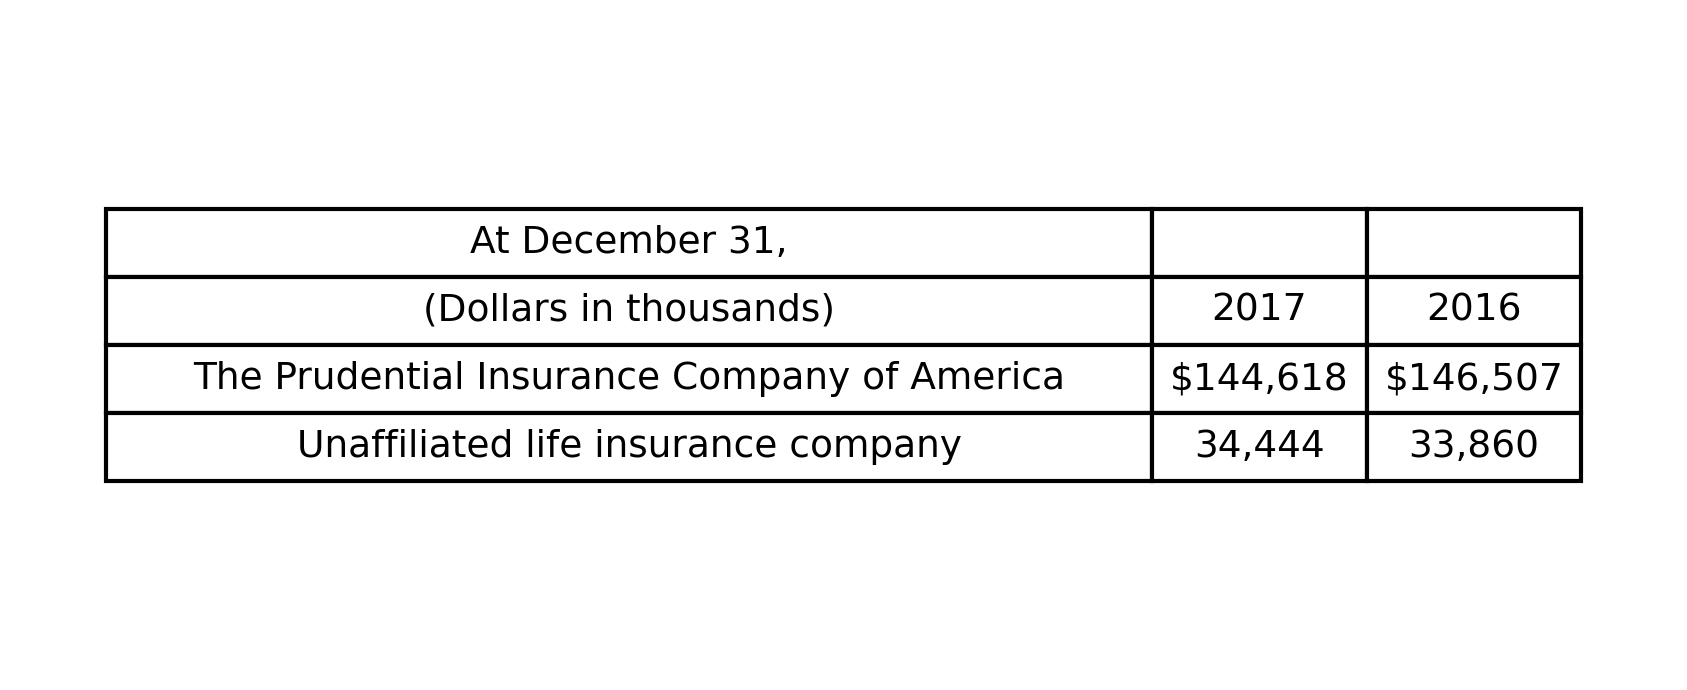 At December 31,
(Dollars in thousands) 2017 2016
The Prudential Insurance Company of America $144,618 $146,507
Unaffiliated life insurance company 34,444 33,860